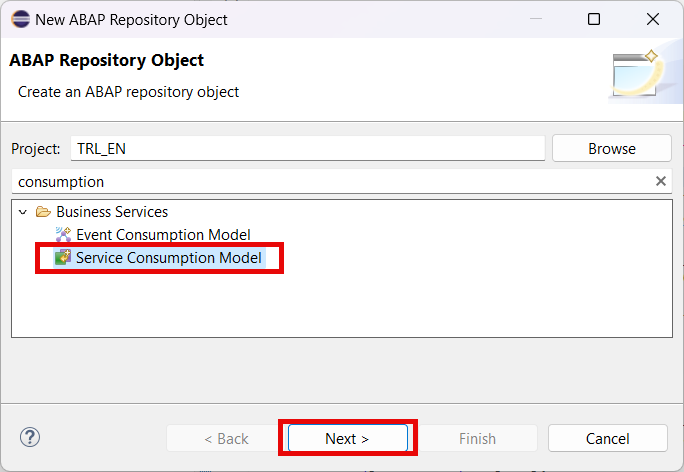 New ABAP Repository Object
ABAP Repository Object
Create an ABAP repository object
Project: TRL_EN Browse
consumption
Business Services
Event Consumption Model
Service Consumption Model
? < Back Next > Finish Cancel